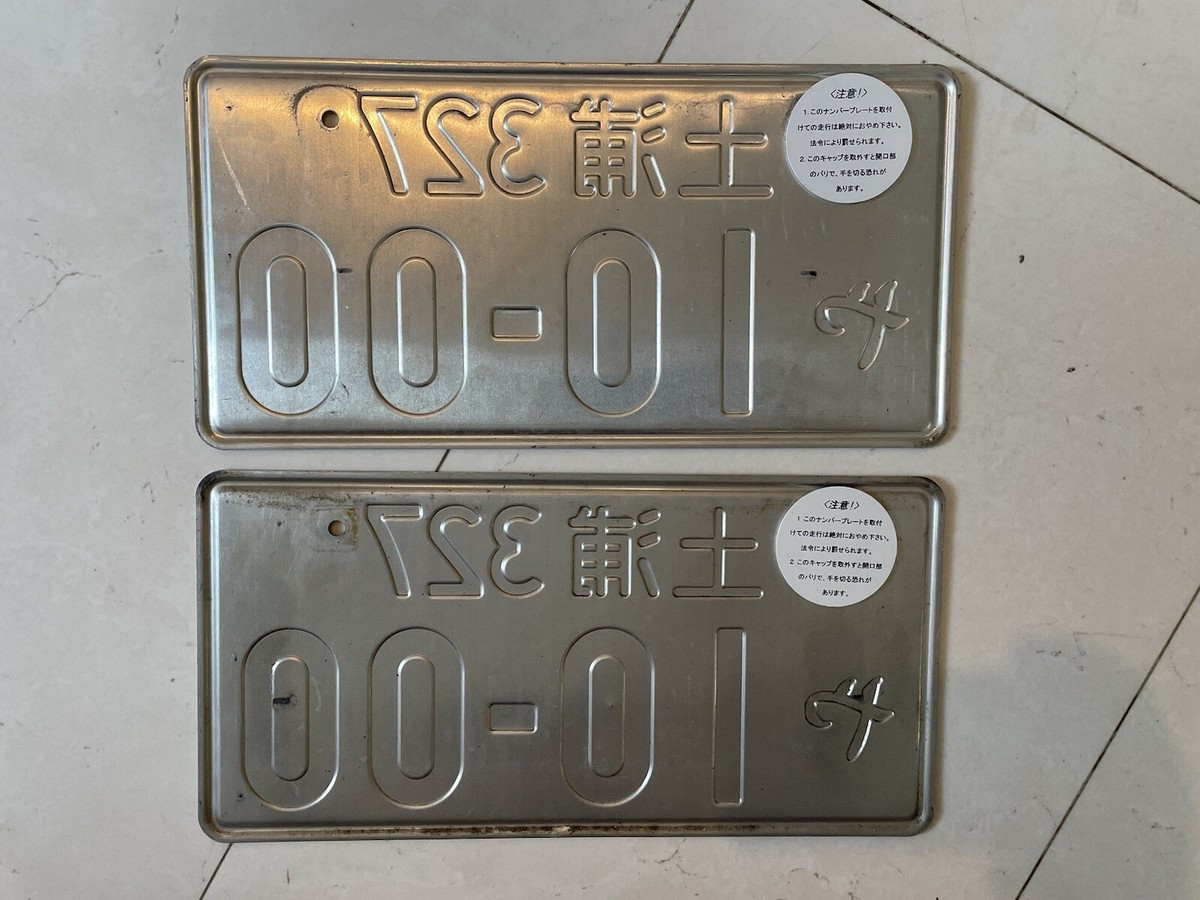 土浦 327
や 10-00
〈注意!〉
1.このナンバープレートを取付
けての走行は絶対におやめ下さい。
法令により罰せられます。
2.このキャップを取外すと開口部
のバリで、手を切る恐れが
あります。
土浦 327
や 10-00
〈注意!〉
1.このナンバープレートを取付
けての走行は絶対におやめ下さい。
法令により罰せられます。
2.このキャップを取外すと開口部
のバリで、手を切る恐れが
あります。